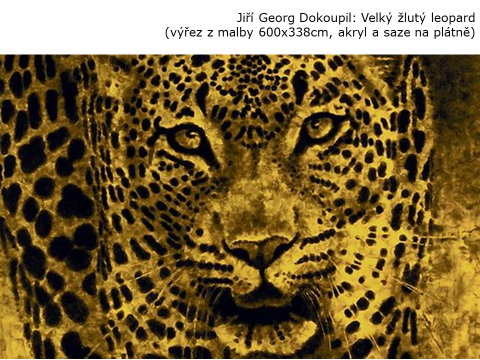 Jiří Georg Dokoupil: Velký žlutý leopard
(výřez z malby 600x338cm, akryl a saze na plátně)